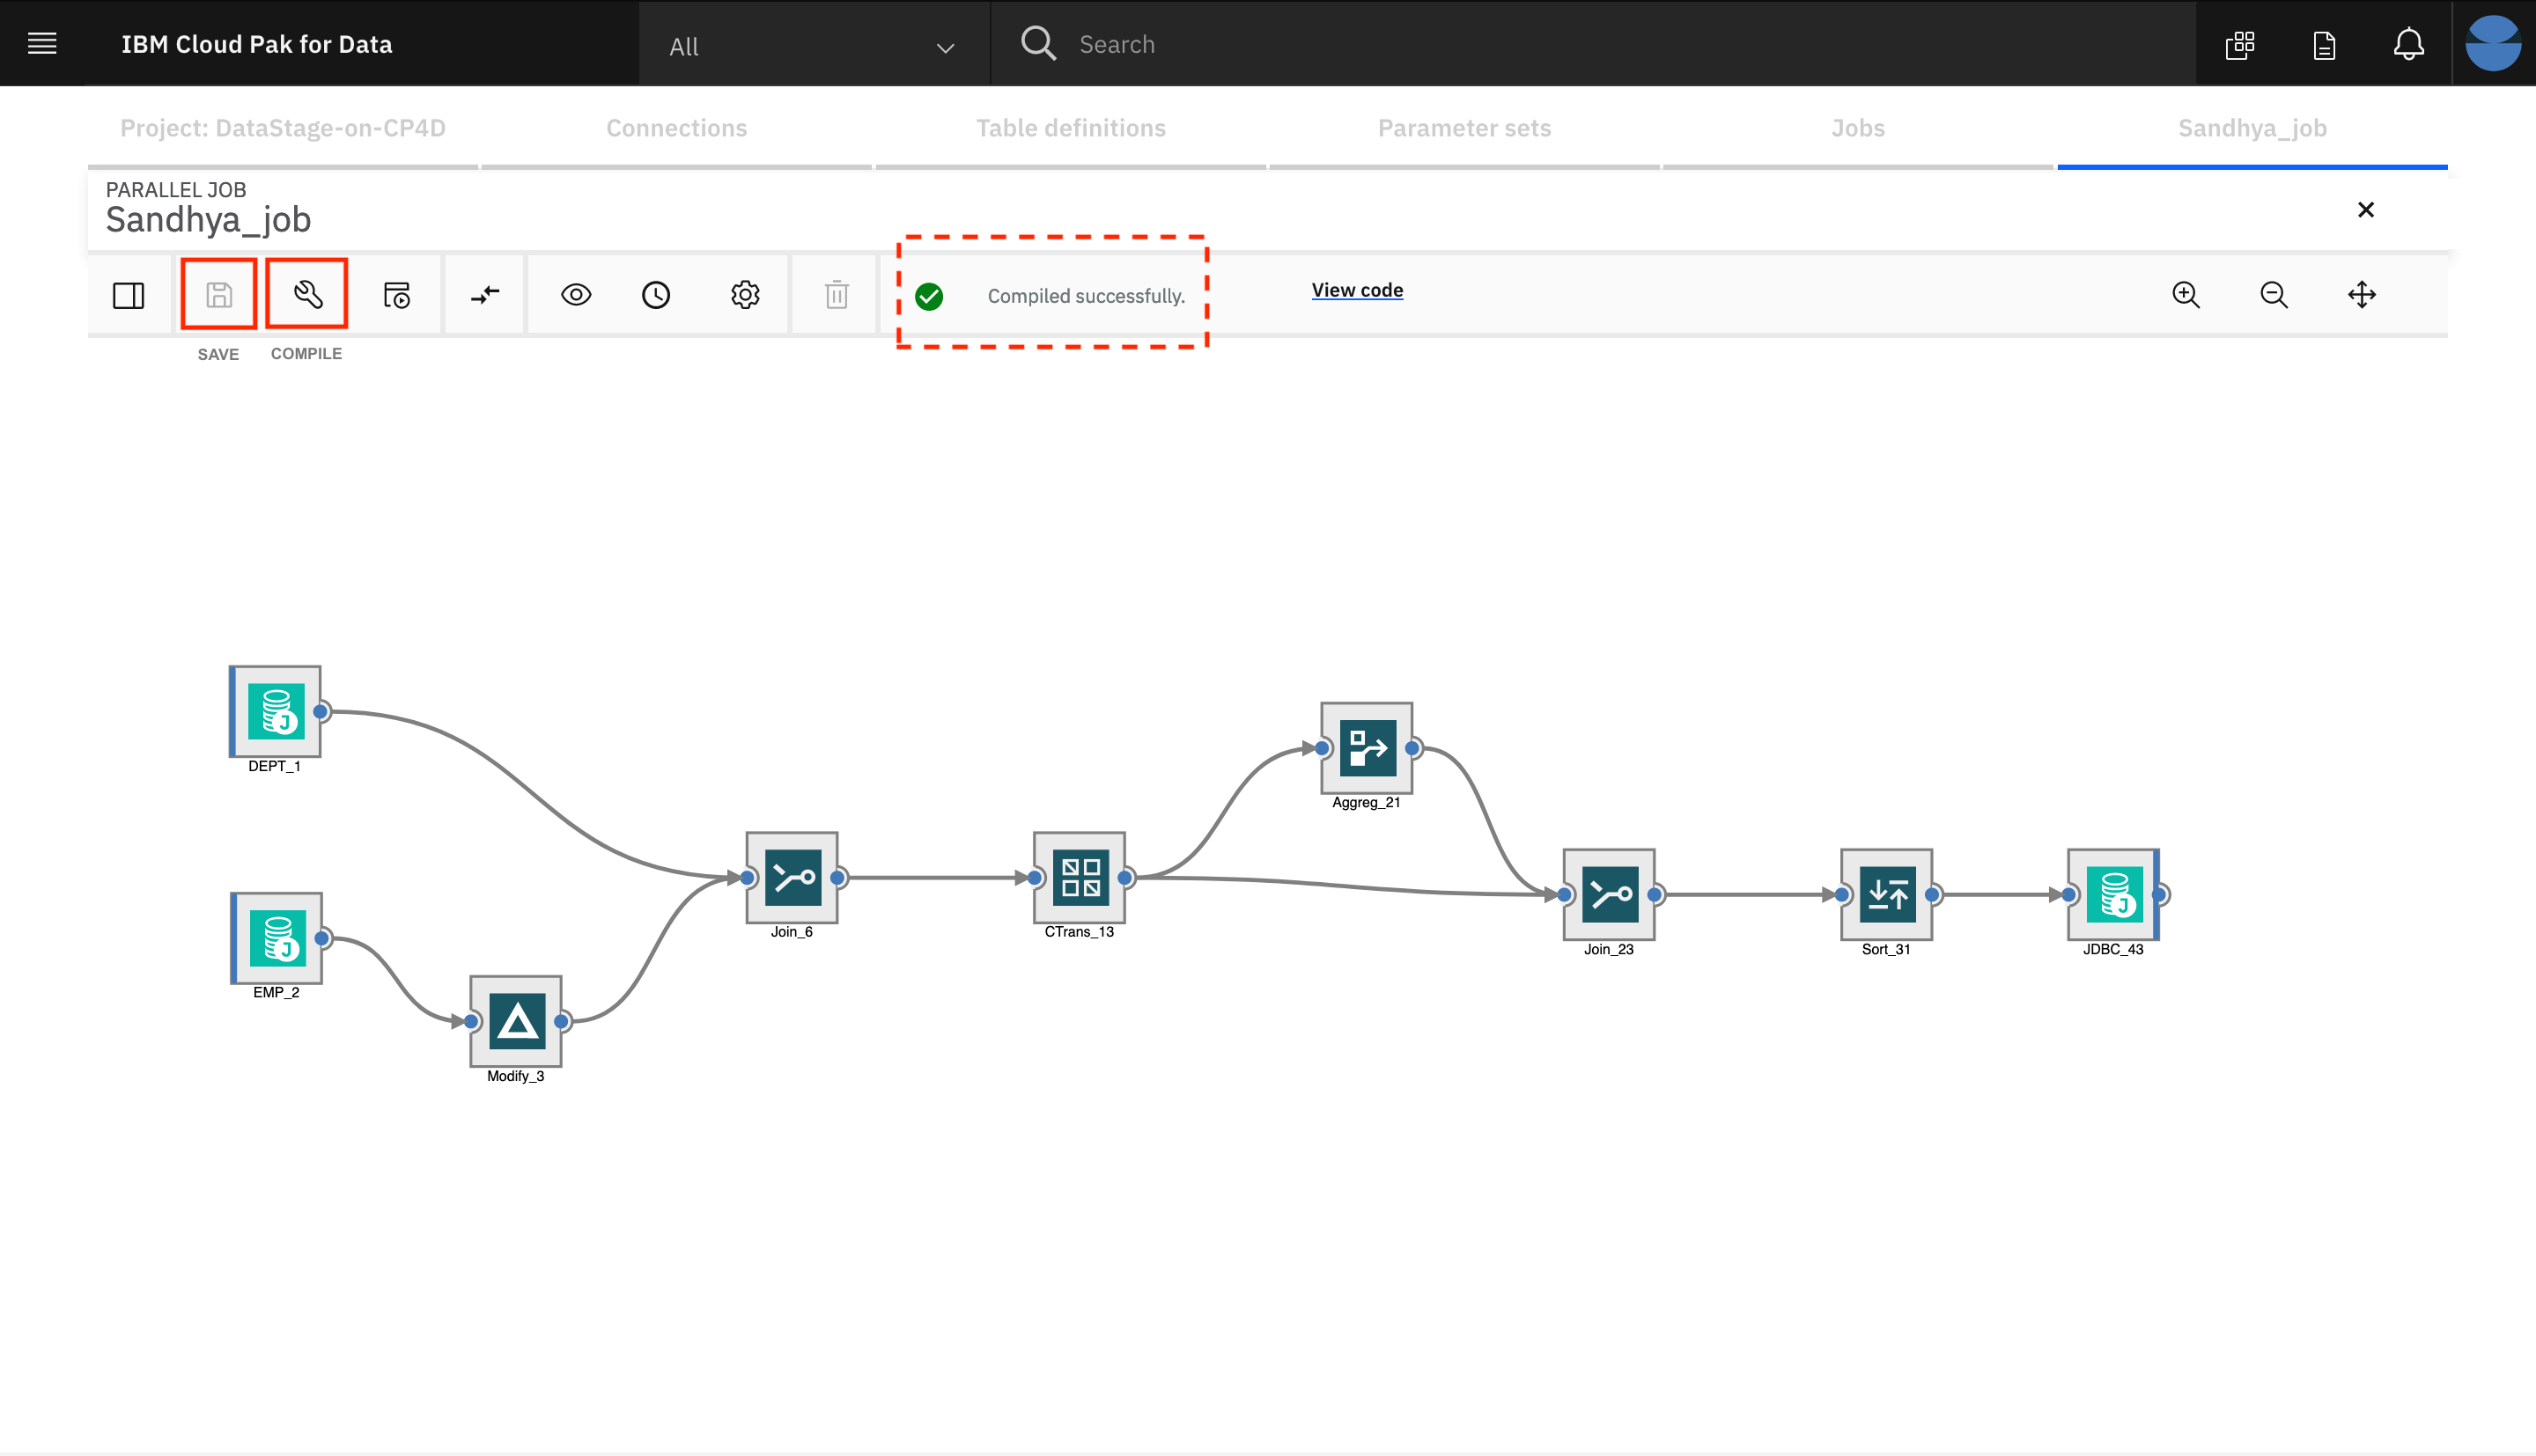 IBM Cloud Pak for Data
All
Search
Project: DataStage-on-CP4D
Connections
Table definitions
Parameter sets
Jobs
Sandhya_job
PARALLEL JOB
Sandhya_job
Compiled successfully.
View code
SAVE
COMPILE
DEPT_1
Aggreg_21
EMP_2
Modify_3
Join_6
CTrans_13
Join_23
Sort_31
JDBC_43
J
J
J